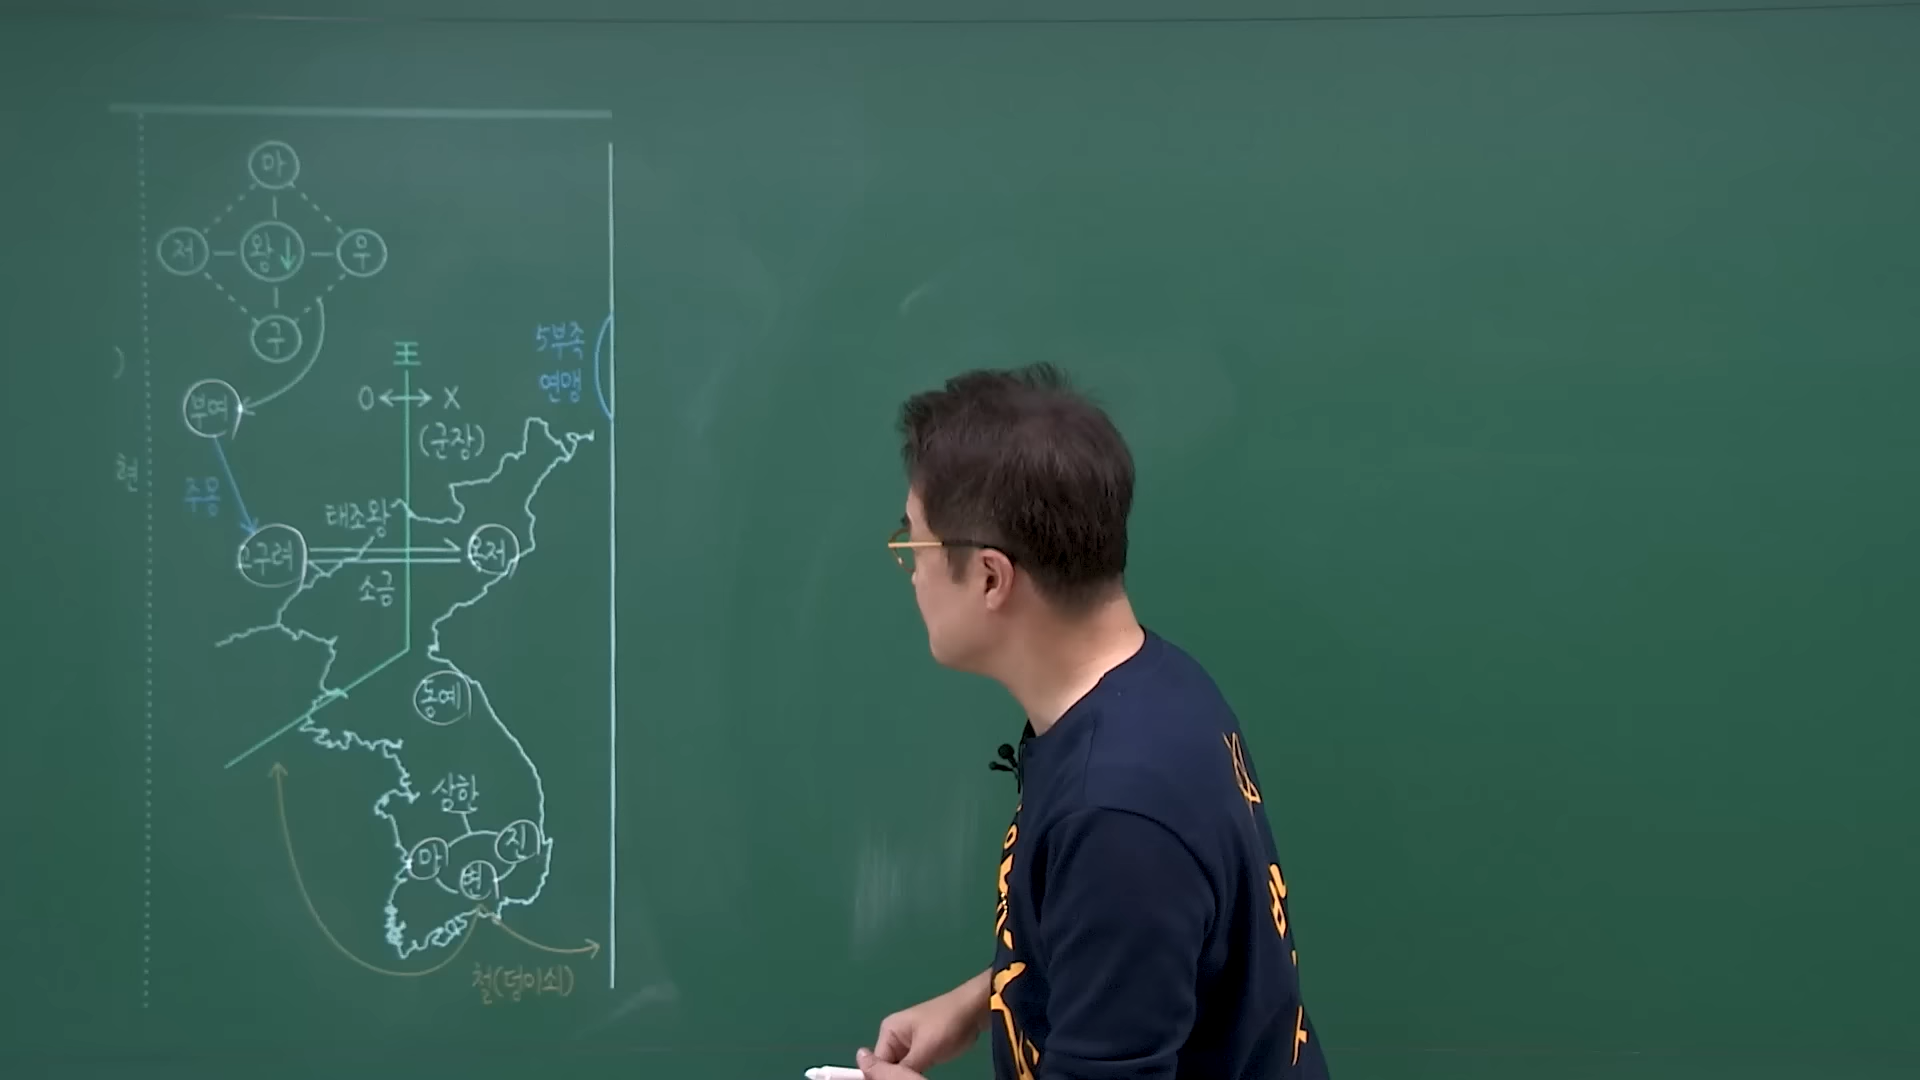 마
저 왕↓ 우
구
王
O ↔ X
(군장)
5부족
연맹
부여
주몽
현
)
태조왕
고구려
옥저
소금
동예
삼한
마
변
진
철(덩이쇠)